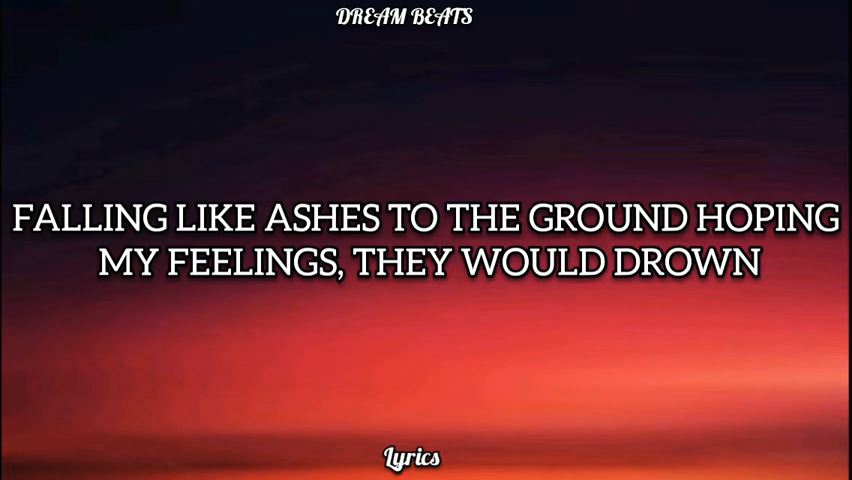 DREAM BEATS
FALLING LIKE ASHES TO THE GROUND HOPING
MY FEELINGS, THEY WOULD DROWN
Lyrics